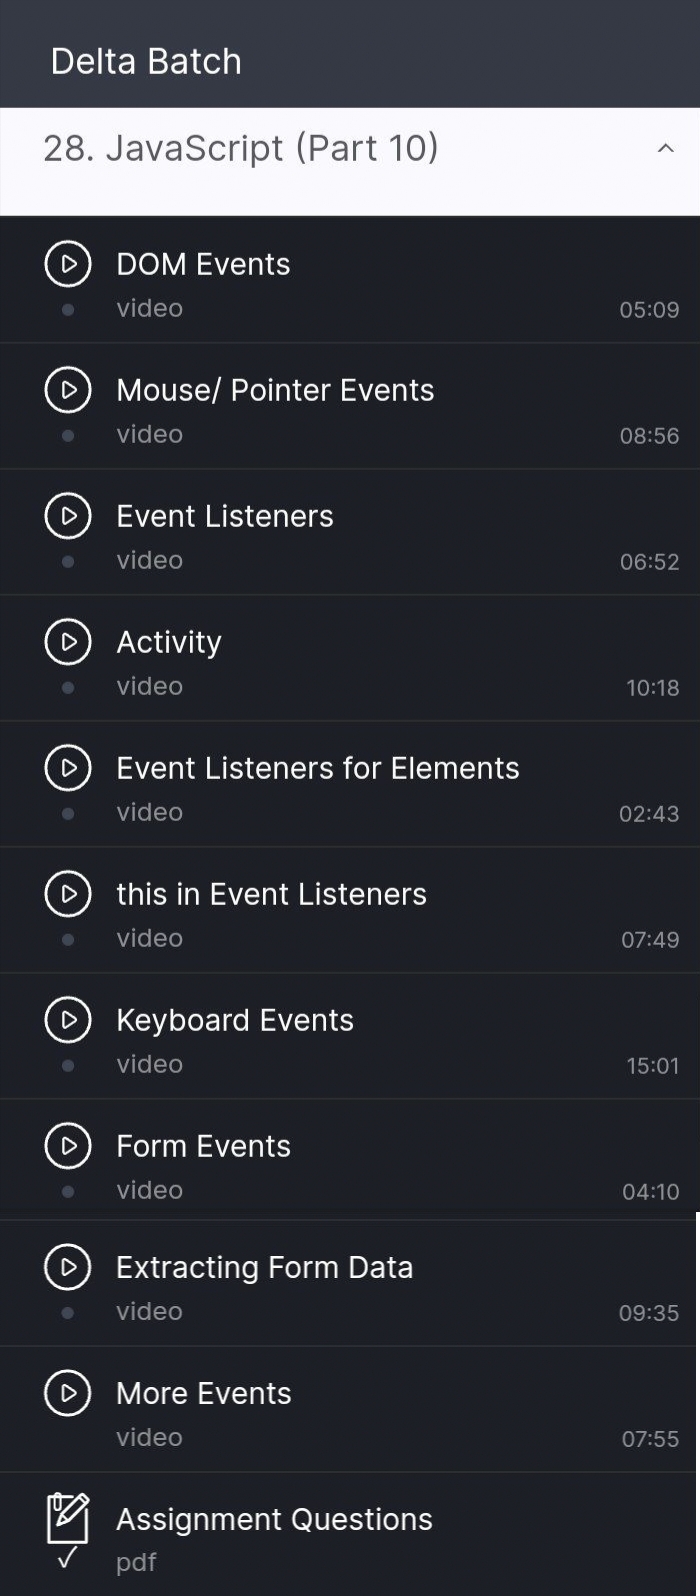 Delta Batch
28. JavaScript (Part 10)
DOM Events
video 05:09
Mouse/ Pointer Events
video 08:56
Event Listeners
video 06:52
Activity
video 10:18
Event Listeners for Elements
video 02:43
this in Event Listeners
video 07:49
Keyboard Events
video 15:01
Form Events
video 04:10
Extracting Form Data
video 09:35
More Events
video 07:55
Assignment Questions
pdf